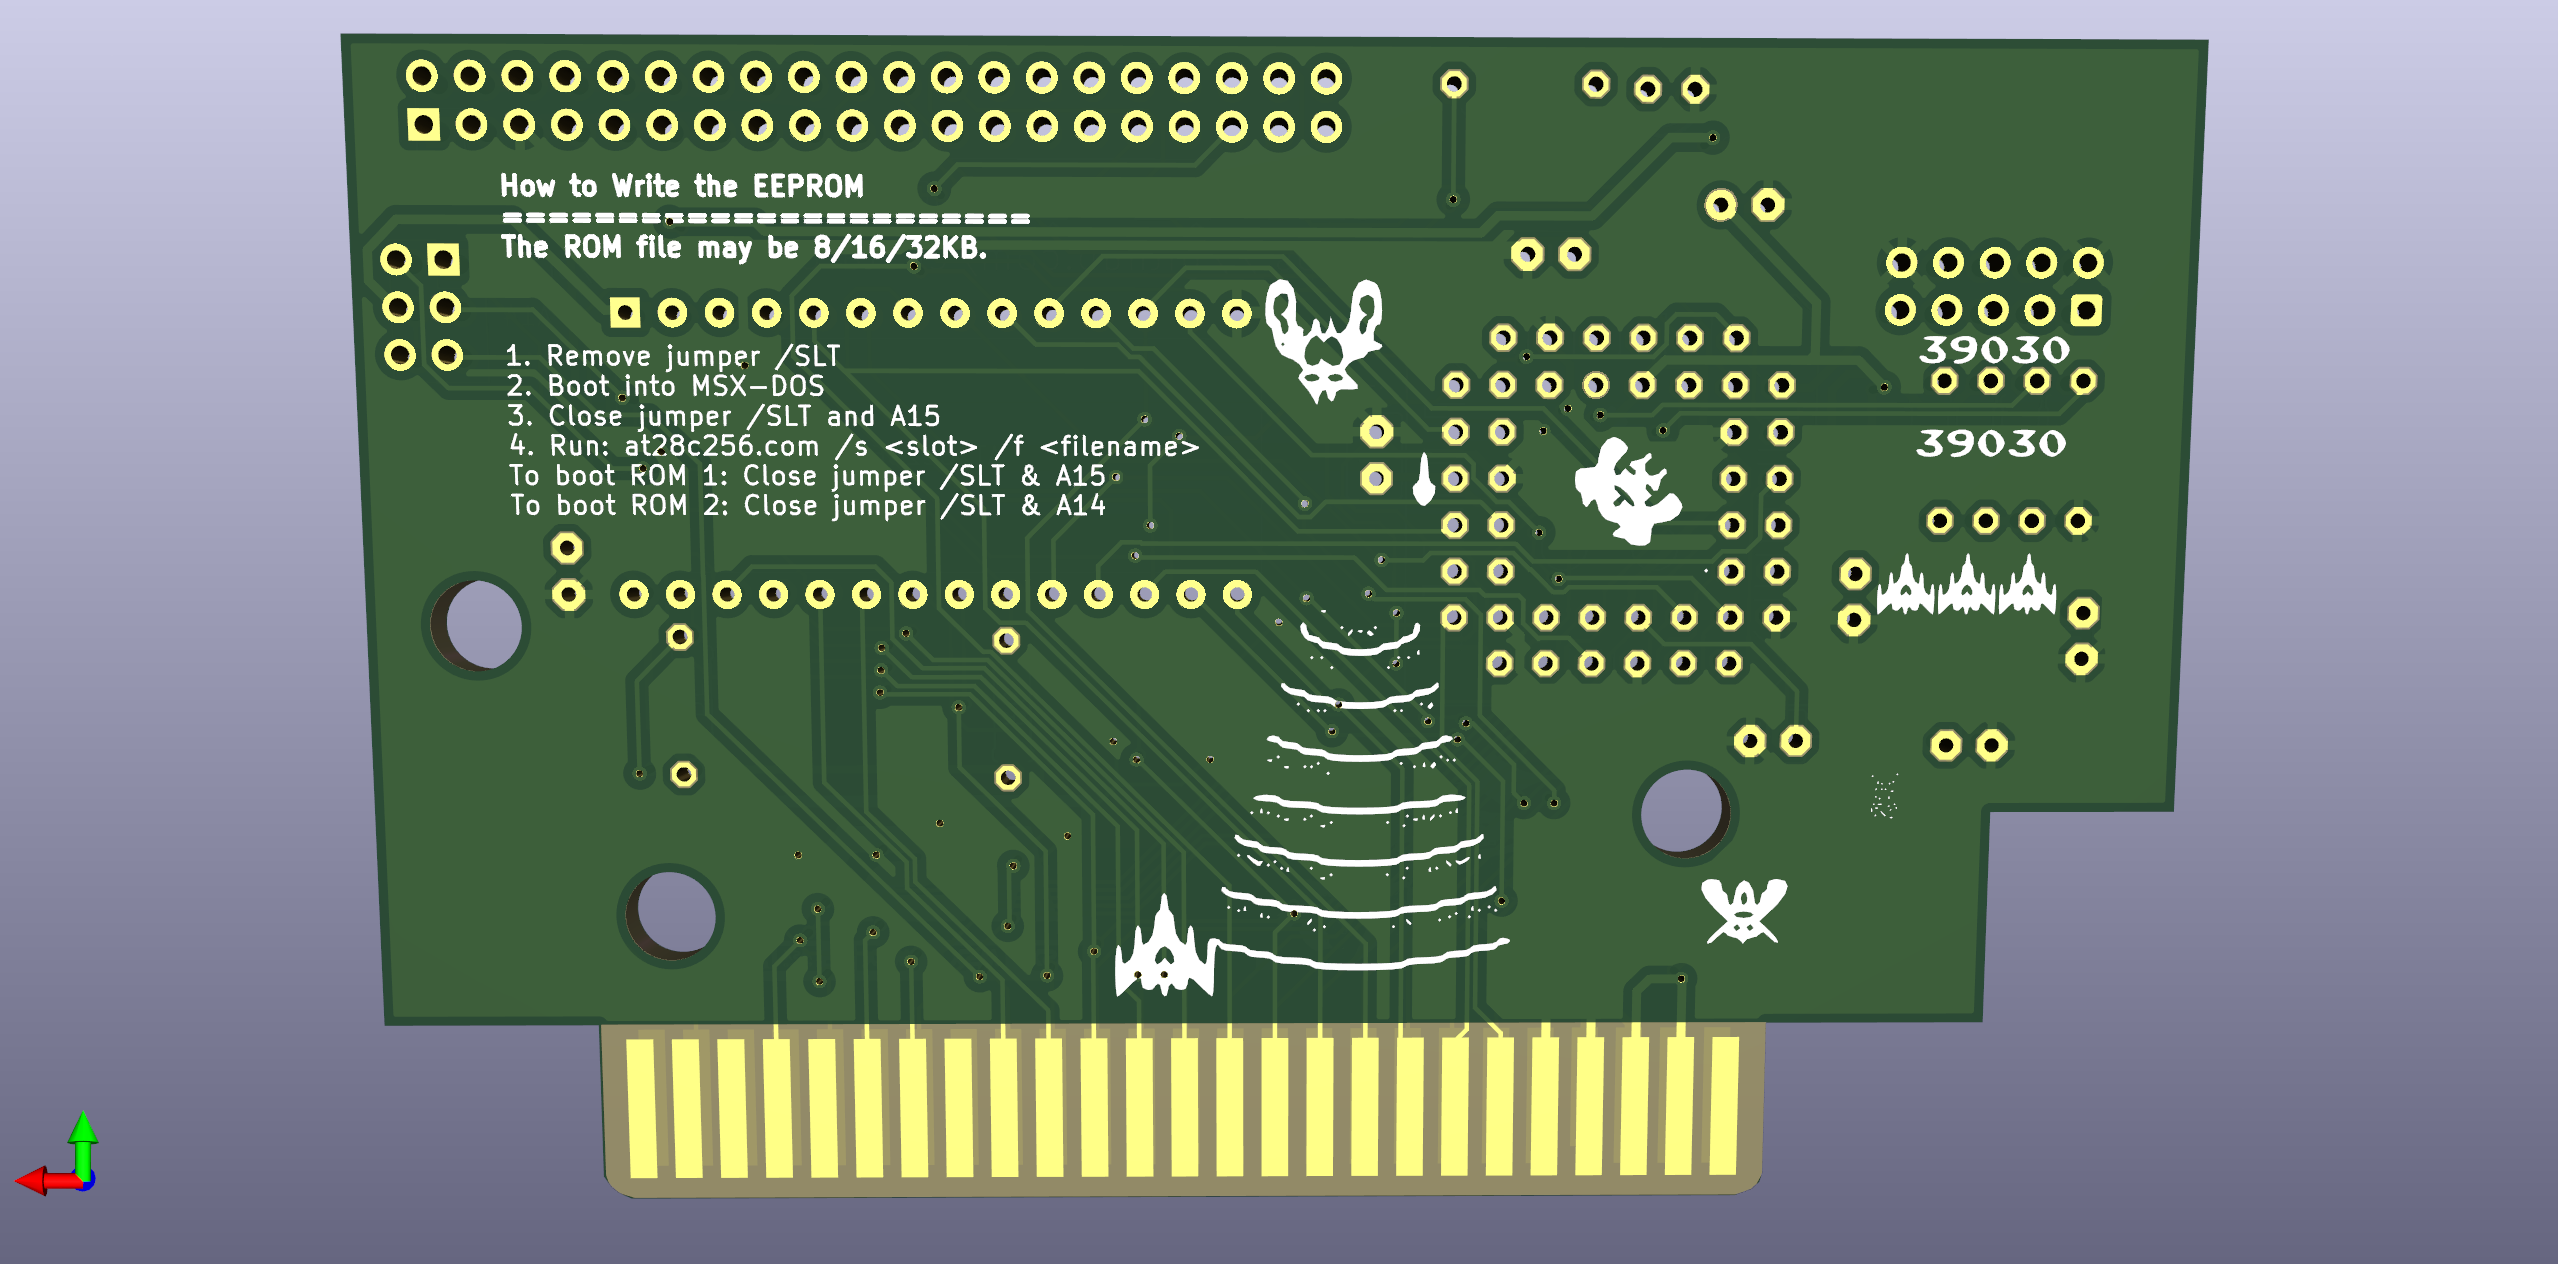 How to Write the EEPROM
=======================
The ROM file may be 8/16/32KB.
1. Remove jumper /SLT
2. Boot into MSX-DOS
3. Close jumper /SLT and A15
4. Run: at28c256.com /s <slot> /f <filename>
To boot ROM 1: Close jumper /SLT & A15
To boot ROM 2: Close jumper /SLT & A14
39030
39030